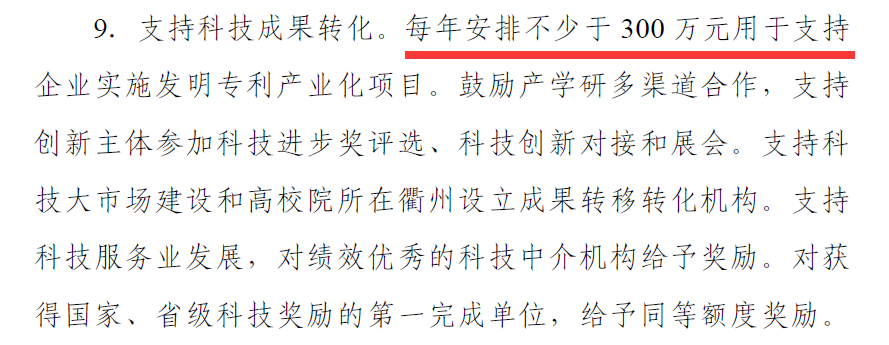 9. 支持科技成果转化。每年安排不少于 300 万元用于支持
企业实施发明专利产业化项目。鼓励产学研多渠道合作，支持
创新主体参加科技进步奖评选、科技创新对接和展会。支持科
技大市场建设和高校院所在衢州设立成果转移转化机构。支持
科技服务业发展，对绩效优秀的科技中介机构给予奖励。对获
得国家、省级科技奖励的第一完成单位，给予同等额度奖励。